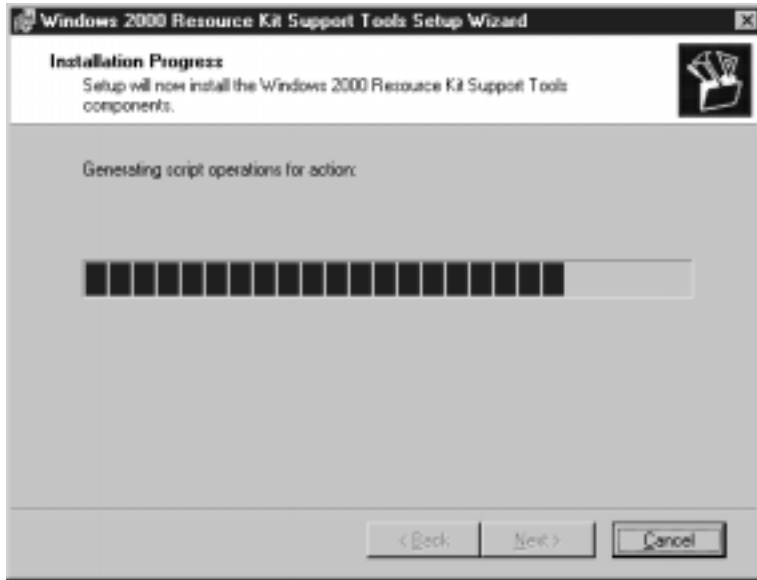 Windows 2000 Resource Kit Support Tools Setup Wizard
Installation Progress
Setup will now install the Windows 2000 Resource Kit Support Tools
components.
Generating script operations for action:
< Back
Next >
Cancel